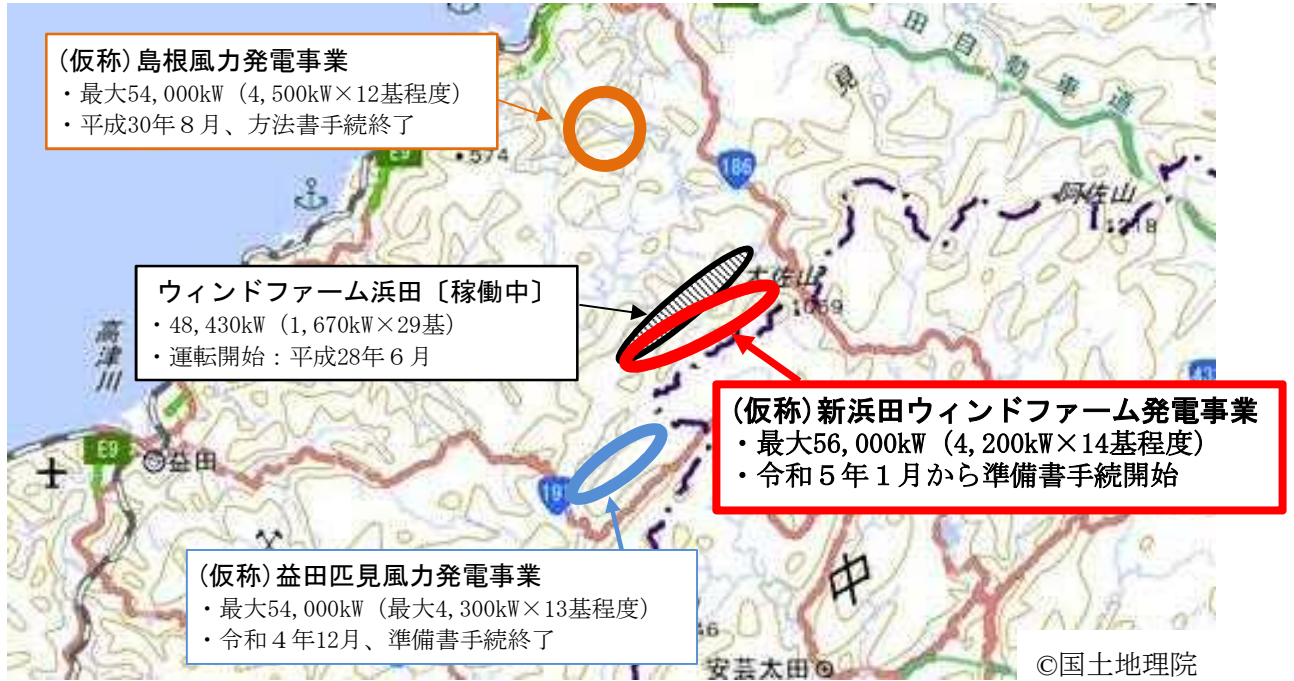 (仮称)島根風力発電事業
・最大54,000kW (4,500kW×12基程度)
・平成30年８月、方法書手続終了
田自動車道
見
E9
・574
186
阿佐山
1218
大佐山
1069
ウィンドファーム浜田〔稼働中〕
・48,430kW (1,670kW×29基)
・運転開始：平成28年６月
高津川
(仮称)新浜田ウィンドファーム発電事業
・最大56,000kW (4,200kW×14基程度)
・令和５年１月から準備書手続開始
E9
益田
(仮称)益田匹見風力発電事業
・最大54,000kW (最大4,300kW×13基程度)
・令和４年12月、準備書手続終了
中
安芸太田
©国土地理院